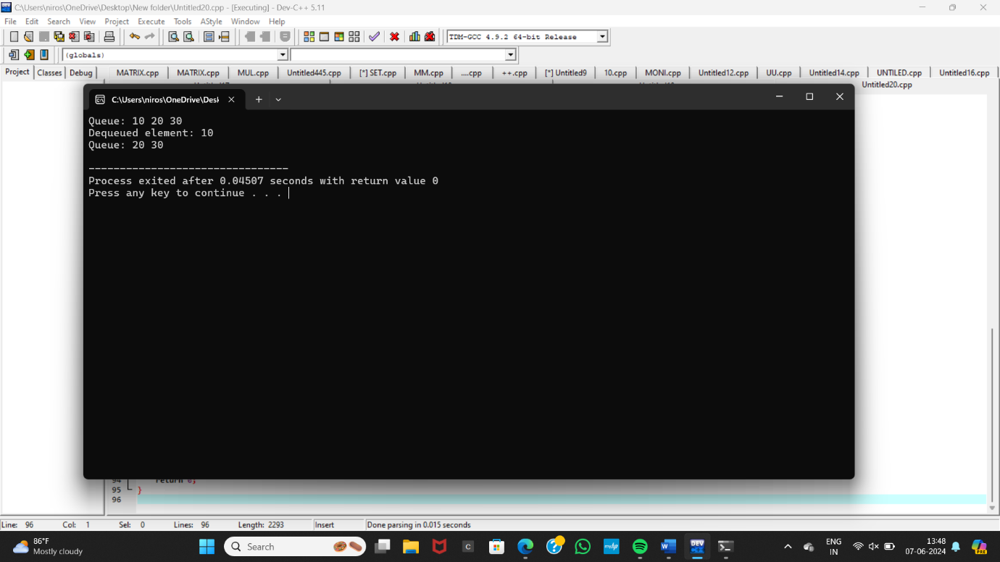 C:\Users\niros\OneDrive\Desktop\New folder\Untitled20.cpp - [Executing] - Dev-C++ 5.11
File Edit Search View Project Execute Tools AStyle Window Help
TDM-GCC 4.9.2 64-bit Release
(globals)
Project Classes Debug MATRIX.cpp MATRIX.cpp MUL.cpp Untitled445.cpp [*] SET.cpp MM.cpp ....cpp ++.cpp [*] Untitled9 10.cpp MONI.cpp Untitled12.cpp UU.cpp Untitled14.cpp UNTILED.cpp Untitled16.cpp
Untitled20.cpp
C:\Users\niros\OneDrive\Desl
Queue: 10 20 30
Dequeued element: 10
Queue: 20 30
--------------------------------
Process exited after 0.04507 seconds with return value 0
Press any key to continue . . .
94 return
95 }
96
Line: 96 Col: 1 Sel: 0 Lines: 96 Length: 2293 Insert Done parsing in 0.015 seconds
86°F
Mostly cloudy
Search
DEV
ENG
IN
13:48
07-06-2024
PRE